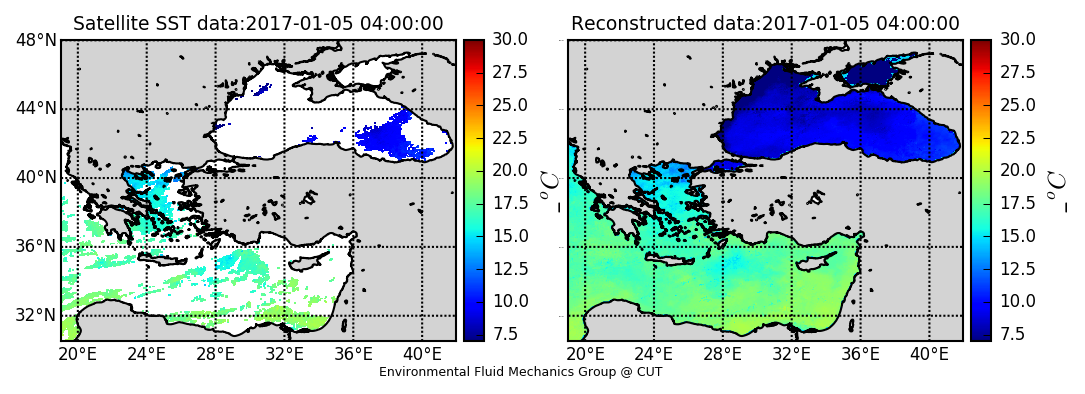 Satellite SST data:2017-01-05 04:00:00
48°N
44°N
40°N
36°N
32°N
20°E 24°E 28°E 32°E 36°E 40°E
30.0
27.5
25.0
22.5
20.0
17.5
15.0
12.5
10.0
7.5
_ °C
Reconstructed data:2017-01-05 04:00:00
20°E 24°E 28°E 32°E 36°E 40°E
30.0
27.5
25.0
22.5
20.0
17.5
15.0
12.5
10.0
7.5
_ °C
Environmental Fluid Mechanics Group @ CUT